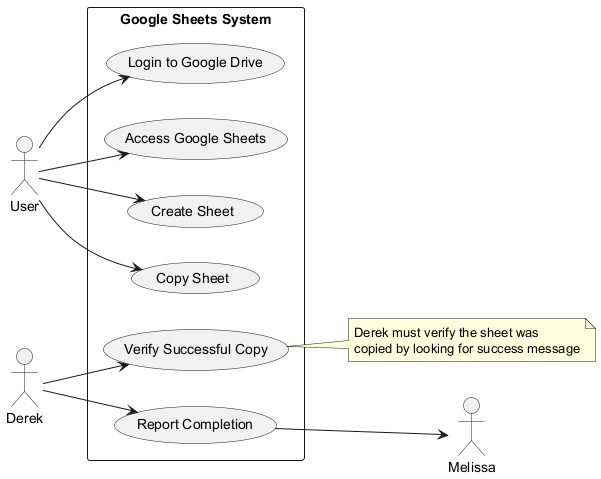 Google Sheets System
Login to Google Drive
Access Google Sheets
User
Create Sheet
Copy Sheet
Verify Successful Copy
Derek must verify the sheet was
copied by looking for success message
Derek
Report Completion
Melissa